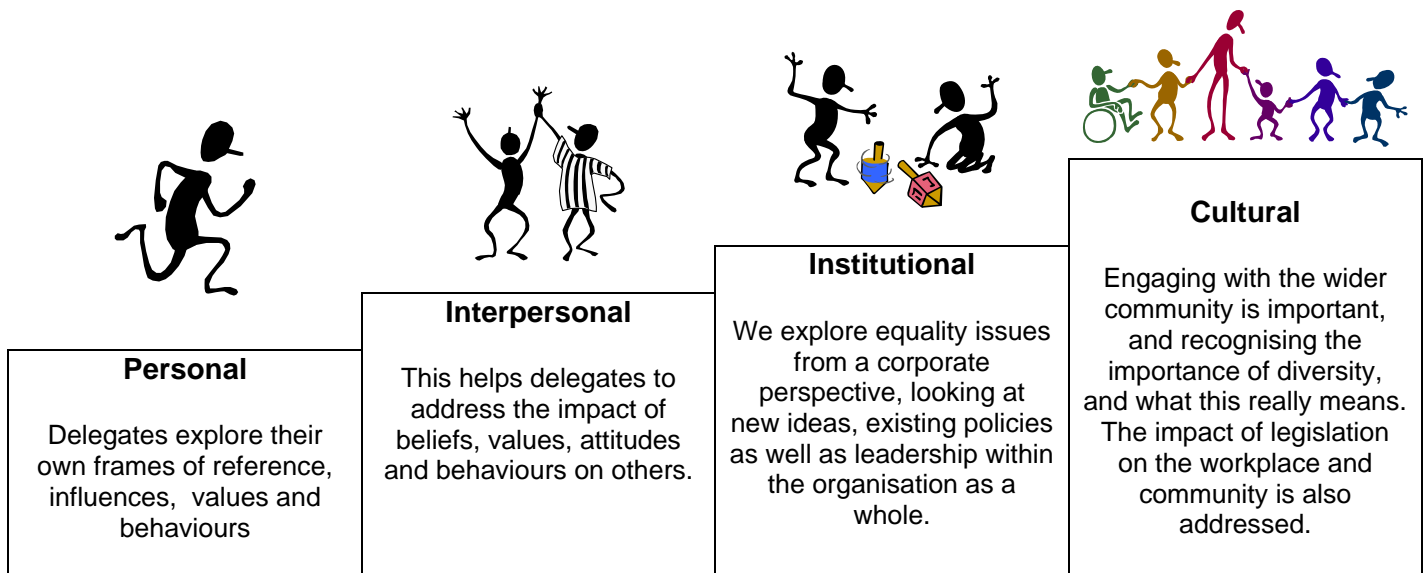 Personal
Delegates explore their
own frames of reference,
influences,  values and
behaviours
Interpersonal
This helps delegates to
address the impact of
beliefs, values, attitudes
and behaviours on others.
Institutional
We explore equality issues
from a corporate
perspective, looking at
new ideas, existing policies
as well as leadership within
the organisation as a
whole.
Cultural
Engaging with the wider
community is important,
and recognising the
importance of diversity,
and what this really means.
The impact of legislation
on the workplace and
community is also
addressed.